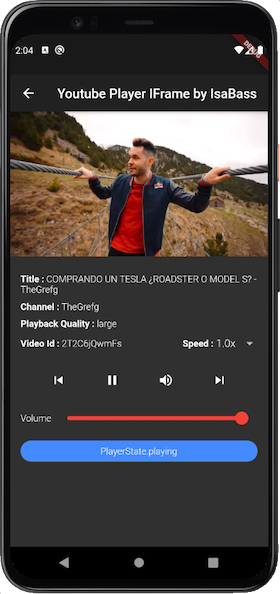 2:04
DEBUG
Youtube Player IFrame by IsaBass
Title : COMPRANDO UN TESLA ¿ROADSTER O MODEL S? -
TheGrefg
Channel : TheGrefg
Playback Quality : large
Video Id : 2T2C6jQwmFs Speed : 1.0x
Volume
PlayerState.playing